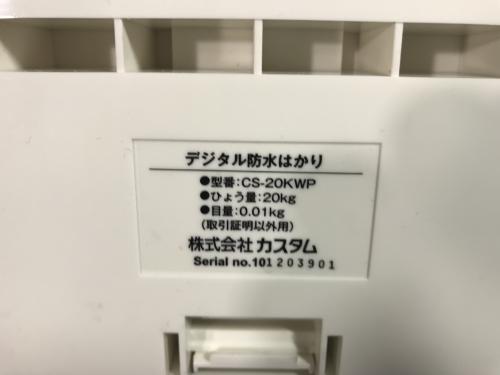 デジタル防水はかり
●型番:CS-20KWP
●ひょう量:20kg
●目量:0.01kg
(取引証明以外用)
株式会社 カスタム
Serial no.101203901